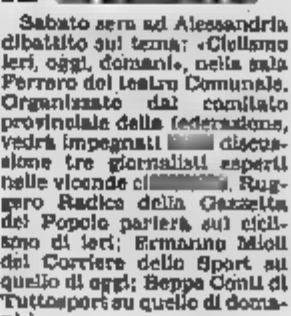 Sabato sera ad Alessandria
dibattito sul tema: «Ciclismo
ieri, oggi, domani», nella sala
Ferrero del teatro Comunale.
Organizzato dal comitato
provinciale della federazione,
vedrà impegnati discus-
sione tre giornalisti esperti
nelle vicende Rug-
gero Radice della Gazzetta
del Popolo parlerà sul cicli-
smo di ieri; Ermanno Mioli
del Corriere dello Sport su
quello di oggi; Beppe Conti di
Tuttosport su quello di doma-